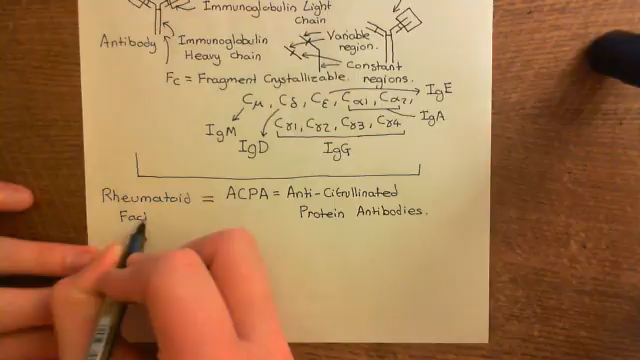 Immunoglobulin Light
Chain
Antibody
Immunoglobulin
Heavy Chain
Variable
region.
Constant
regions.
Fc = Fragment Crystallizable.
Cμ, Cδ, Cε, Cα1, Cα2,
IgE
IgM
IgD
Cγ1, Cγ2, Cγ3, Cγ4
IgA
IgG
Rheumatoid = ACPA = Anti-Citrullinated
Fact
Protein Antibodies.